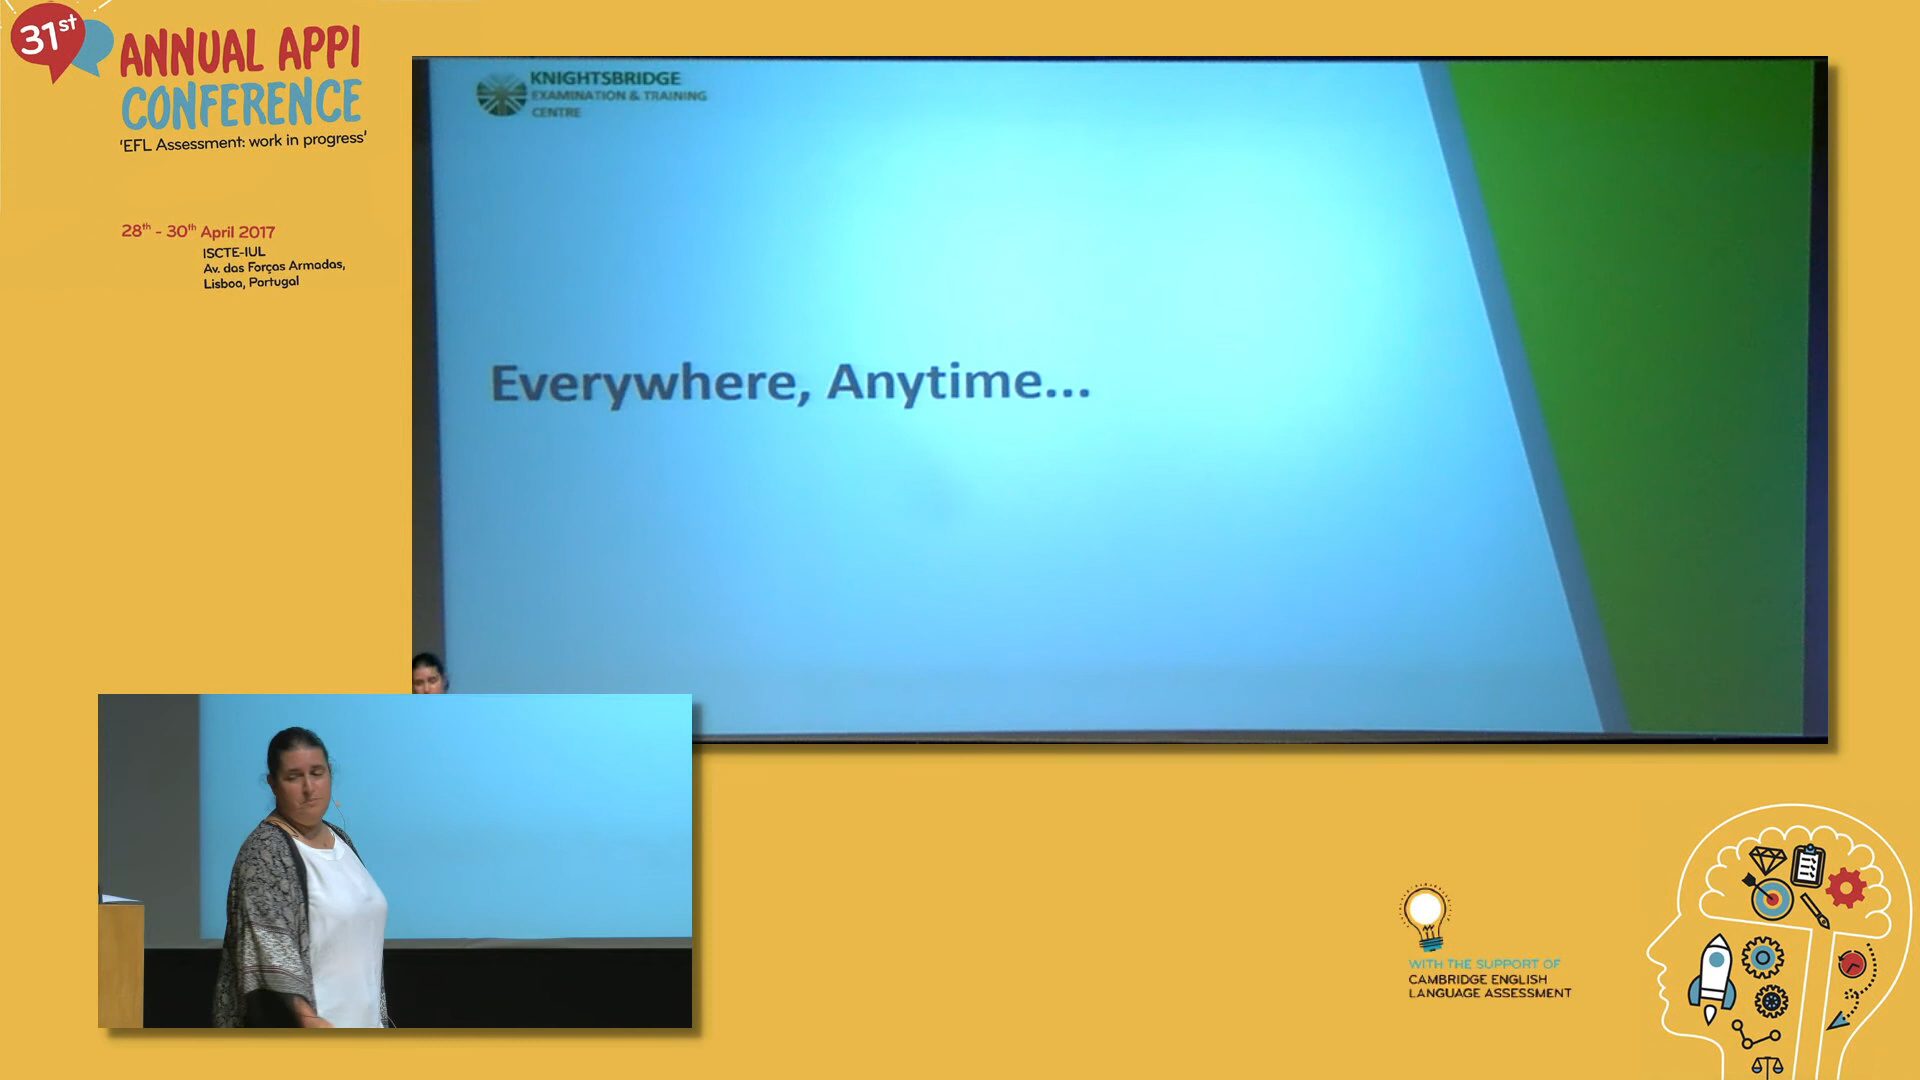 31st
ANNUAL APPI
CONFERENCE
'EFL Assessment: work in progress'
28th - 30th April 2017
ISCTE-IUL
Av. das Forças Armadas,
Lisboa, Portugal
KNIGHTSBRIDGE
EXAMINATION & TRAINING
CENTRE
Everywhere, Anytime...
WITH THE SUPPORT OF
CAMBRIDGE ENGLISH
LANGUAGE ASSESSMENT